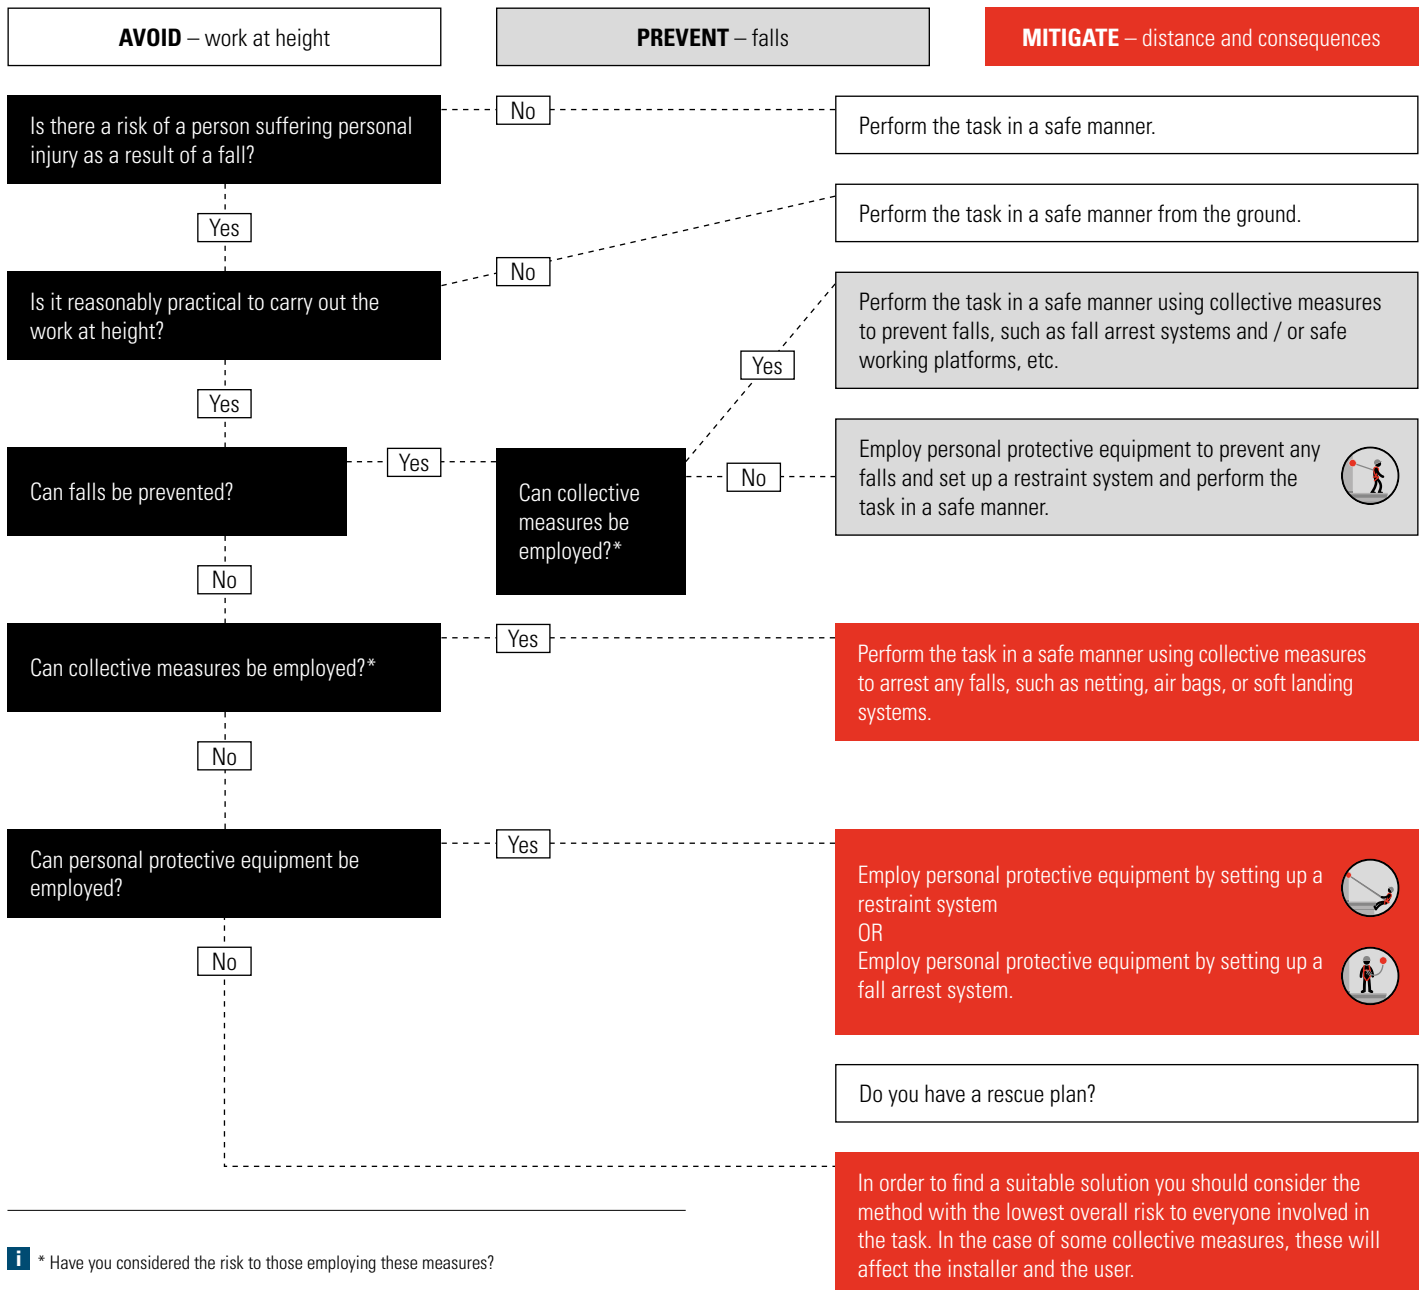 AVOID – work at height
PREVENT – falls
MITIGATE – distance and consequences
Is there a risk of a person suffering personal
injury as a result of a fall?
No
Perform the task in a safe manner.
Yes
Is it reasonably practical to carry out the
work at height?
No
Perform the task in a safe manner from the ground.
Yes
Can falls be prevented?
Yes
Can collective
measures be
employed?*
Yes
Perform the task in a safe manner using collective measures
to prevent falls, such as fall arrest systems and / or safe
working platforms, etc.
No
Employ personal protective equipment to prevent any
falls and set up a restraint system and perform the
task in a safe manner.
No
Can collective measures be employed?*
Yes
Perform the task in a safe manner using collective measures
to arrest any falls, such as netting, air bags, or soft landing
systems.
No
Can personal protective equipment be
employed?
Yes
Employ personal protective equipment by setting up a
restraint system
OR
Employ personal protective equipment by setting up a
fall arrest system.
No
Do you have a rescue plan?
In order to find a suitable solution you should consider the
method with the lowest overall risk to everyone involved in
the task. In the case of some collective measures, these will
affect the installer and the user.
i * Have you considered the risk to those employing these measures?